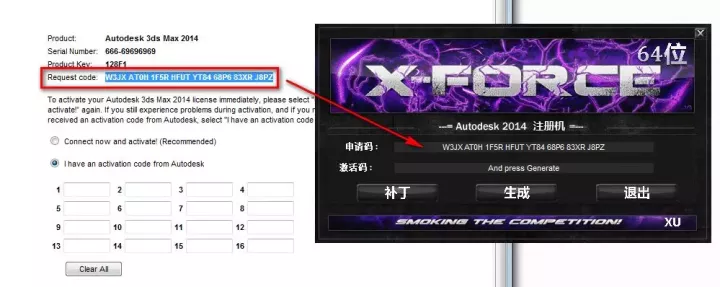 Product: Autodesk 3ds Max 2014
Serial Number: 666-69696969
Product Key: 128F1
Request code: W3JX AT0H 1F5R HFUT YT84 68P6 83XR J8PZ
To activate your Autodesk 3ds Max 2014 license immediately, please select "
activate!" again. If you still experience problems during activation, and if you r
received an activation code from Autodesk, select "I have an activation code
Connect now and activate! (Recommended)
I have an activation code from Autodesk
1 2 3 4
5 6 7 8
9 10 11 12
13 14 15 16
Clear All
64位
X-FORCE
---= Autodesk 2014 注册机 =---
申请码: W3JX AT0H 1F5R HFUT YT84 68P6 83XR J8PZ
激活码: And press Generate
补丁 生成 退出
SMOKING THE COMPETITION! XU